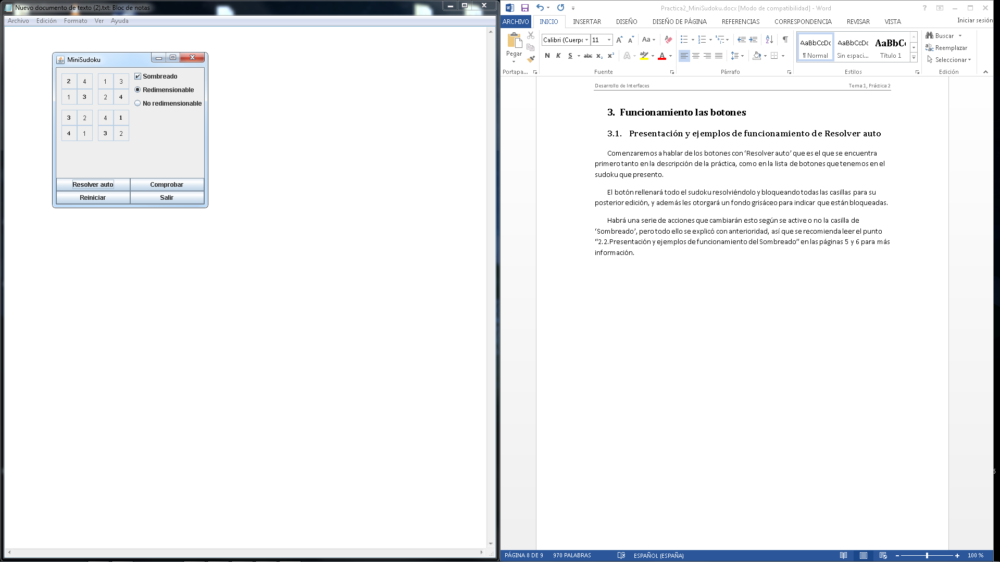 Nuevo documento de texto (2).txt: Bloc de notas
Archivo Edición Formato Ver Ayuda
MiniSudoku
2 4 1 3
1 3 2 4
3 2 4 1
4 1 3 2
Sombreado
Redimensionable
No redimensionable
Resolver auto Comprobar
Reiniciar Salir
Practica2_MiniSudoku.docx [Modo de compatibilidad] - Word
ARCHIVO INICIO INSERTAR DISEÑO DISEÑO DE PÁGINA REFERENCIAS CORRESPONDENCIA REVISAR VISTA Iniciar sesión
Pegar
Calibri (Cuerpo 11
N K S abc x₂ x²
AaBbCcDc AaBbCcDc AaBbC
¶ Normal Sin espaci... Título 1
Buscar
Reemplazar
Seleccionar
Portapa... Fuente Párrafo Estilos Edición
Desarrollo de Interfaces Tema 1, Práctica 2
3. Funcionamiento las botones
3.1. Presentación y ejemplos de funcionamiento de Resolver auto
Comenzaremos a hablar de los botones con ‘Resolver auto’ que es el que se encuentra
primero tanto en la descripción de la práctica, como en la lista de botones que tenemos en el
sudoku que presento.
El botón rellenará todo el sudoku resolviéndolo y bloqueando todas las casillas para su
posterior edición, y además les otorgará un fondo grisáceo para indicar que están bloqueadas.
Habrá una serie de acciones que cambiarán esto según se active o no la casilla de
‘Sombreado’, pero todo ello se explicó con anterioridad, así que se recomienda leer el punto
“2.2.Presentación y ejemplos de funcionamiento del Sombreado” en las páginas 5 y 6 para más
información.
PÁGINA 8 DE 9 970 PALABRAS ESPAÑOL (ESPAÑA) 100 %